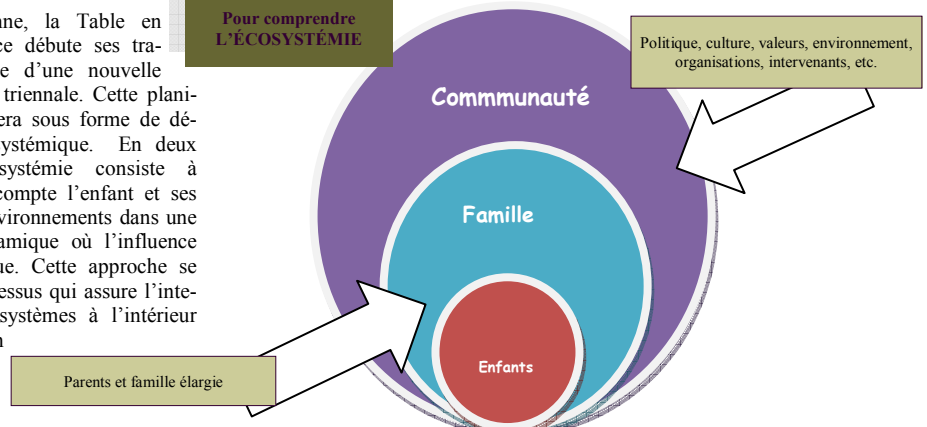 nne, la Table en
ce débute ses tra-
e d'une nouvelle
triennale. Cette plani-
era sous forme de dé-
systémique. En deux
systémie consiste à
compte l'enfant et ses
vironnements dans une
amique où l'influence
ue. Cette approche se
essus qui assure l'inte-
systèmes à l'intérieur
n
Pour comprendre
L'ÉCOSYSTÉMIE
Politique, culture, valeurs, environnement,
organisations, intervenants, etc.
Commmunauté
Famille
Enfants
Parents et famille élargie